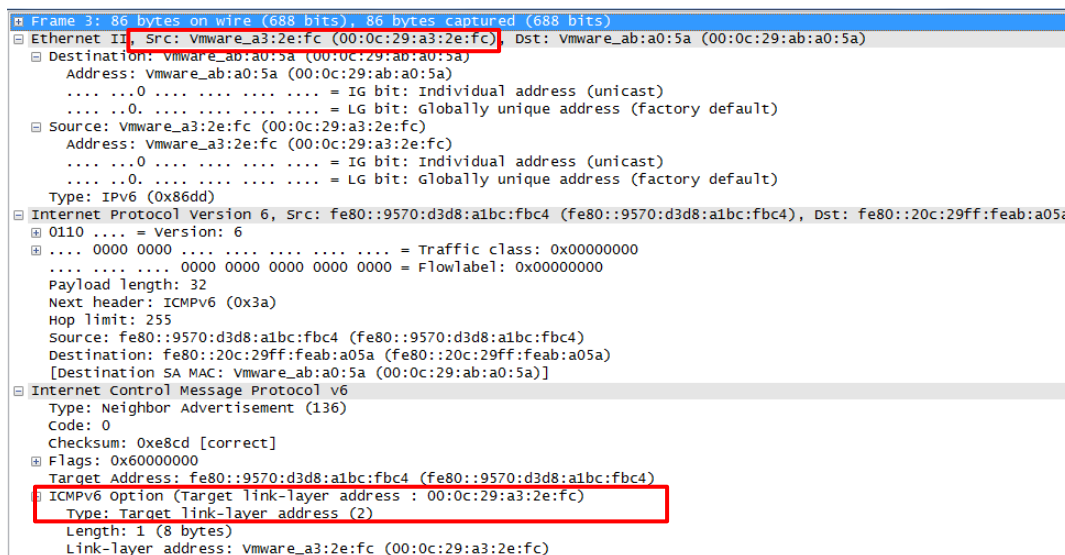 Frame 3: 86 bytes on wire (688 bits), 86 bytes captured (688 bits)
Ethernet II, Src: Vmware_a3:2e:fc (00:0c:29:a3:2e:fc), Dst: Vmware_ab:a0:5a (00:0c:29:ab:a0:5a)
Destination: Vmware_ab:a0:5a (00:0c:29:ab:a0:5a)
Address: Vmware_ab:a0:5a (00:0c:29:ab:a0:5a)
.... ...0 .... .... .... .... = IG bit: Individual address (unicast)
.... ..0. .... .... .... .... = LG bit: Globally unique address (factory default)
Source: Vmware_a3:2e:fc (00:0c:29:a3:2e:fc)
Address: Vmware_a3:2e:fc (00:0c:29:a3:2e:fc)
.... ...0 .... .... .... .... = IG bit: Individual address (unicast)
.... ..0. .... .... .... .... = LG bit: Globally unique address (factory default)
Type: IPv6 (0x86dd)
Internet Protocol Version 6, Src: fe80::9570:d3d8:a1bc:fbc4 (fe80::9570:d3d8:a1bc:fbc4), Dst: fe80::20c:29ff:feab:a05a
0110 .... = Version: 6
.... 0000 0000 .... .... .... .... .... = Traffic class: 0x00000000
.... .... .... 0000 0000 0000 0000 0000 = Flowlabel: 0x00000000
Payload length: 32
Next header: ICMPv6 (0x3a)
Hop limit: 255
Source: fe80::9570:d3d8:a1bc:fbc4 (fe80::9570:d3d8:a1bc:fbc4)
Destination: fe80::20c:29ff:feab:a05a (fe80::20c:29ff:feab:a05a)
[Destination SA MAC: Vmware_ab:a0:5a (00:0c:29:ab:a0:5a)]
Internet Control Message Protocol v6
Type: Neighbor Advertisement (136)
Code: 0
Checksum: 0xe8cd [correct]
Flags: 0x60000000
Target Address: fe80::9570:d3d8:a1bc:fbc4 (fe80::9570:d3d8:a1bc:fbc4)
ICMPv6 Option (Target link-layer address : 00:0c:29:a3:2e:fc)
Type: Target link-layer address (2)
Length: 1 (8 bytes)
Link-layer address: Vmware_a3:2e:fc (00:0c:29:a3:2e:fc)